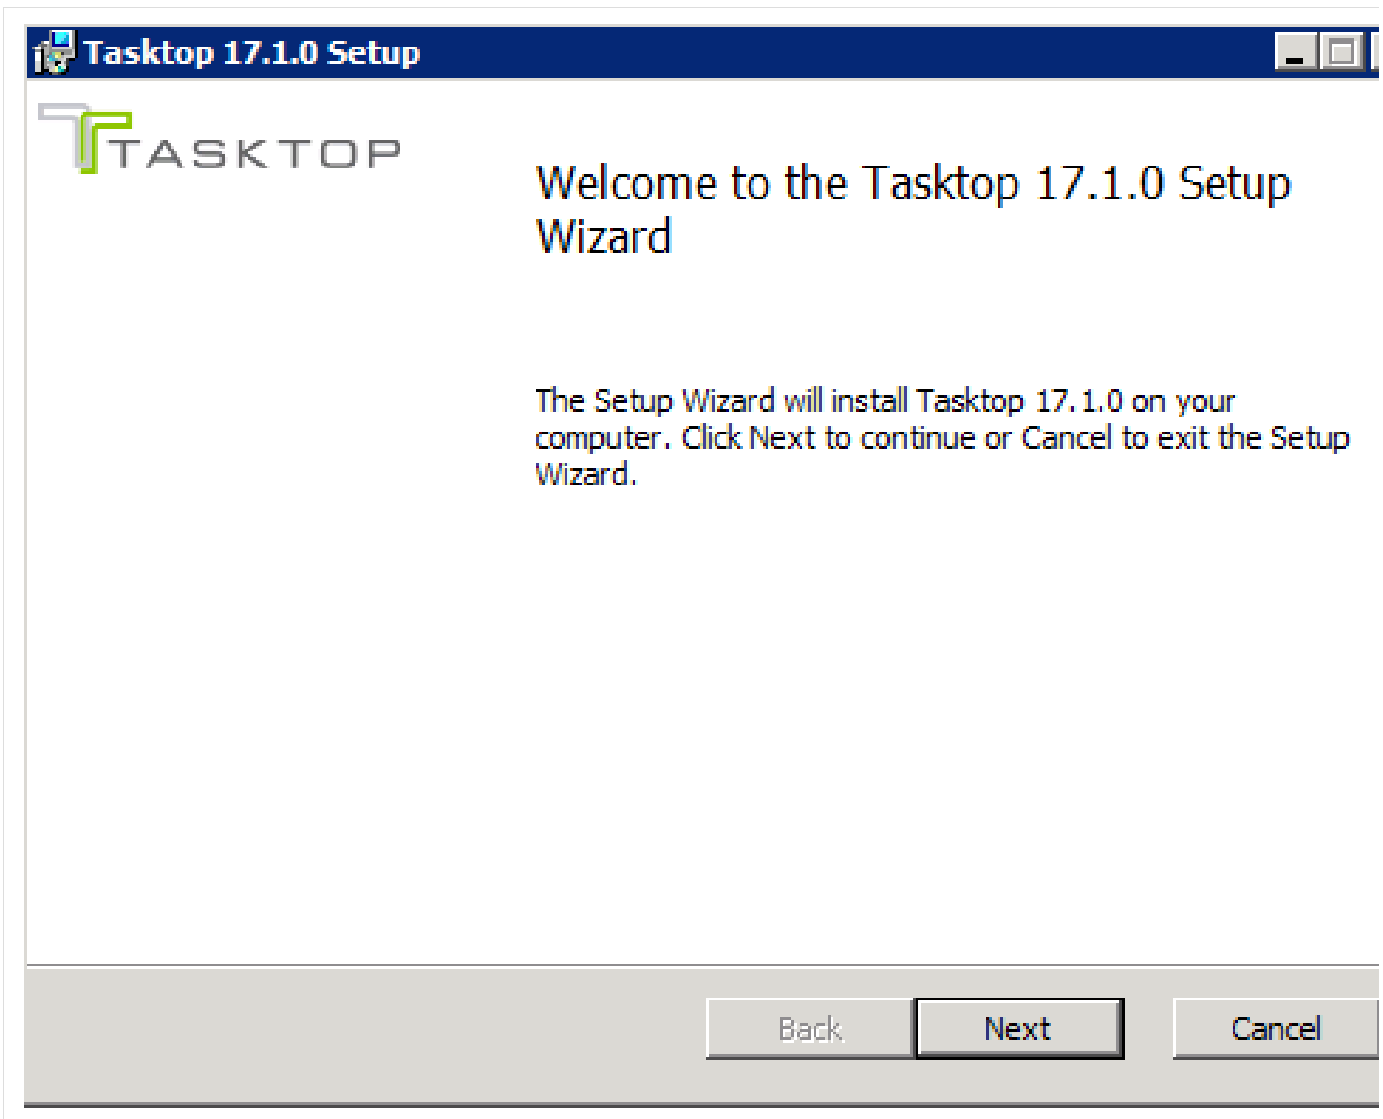 Tasktop 17.1.0 Setup
TASKTOP
Welcome to the Tasktop 17.1.0 Setup
Wizard
The Setup Wizard will install Tasktop 17.1.0 on your
computer. Click Next to continue or Cancel to exit the Setup
Wizard.
Back Next Cancel